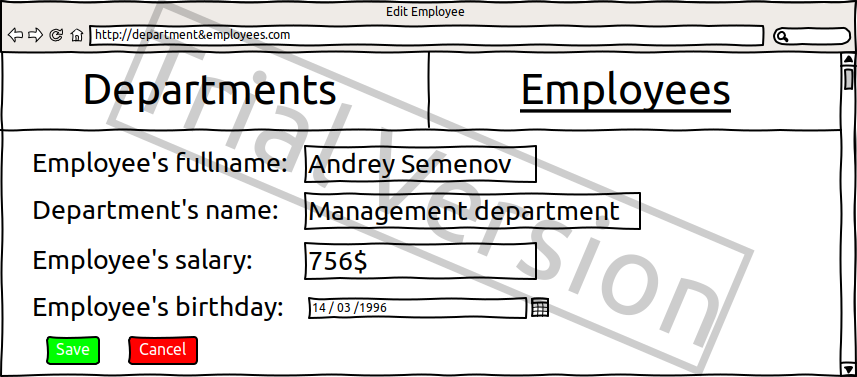 Edit Employee
http://department&employees.com
Departments Employees
Employee's fullname: Andrey Semenov
Department's name: Management department
Employee's salary: 756$
Employee's birthday: 14 / 03 /1996
Save Cancel
Trial Version